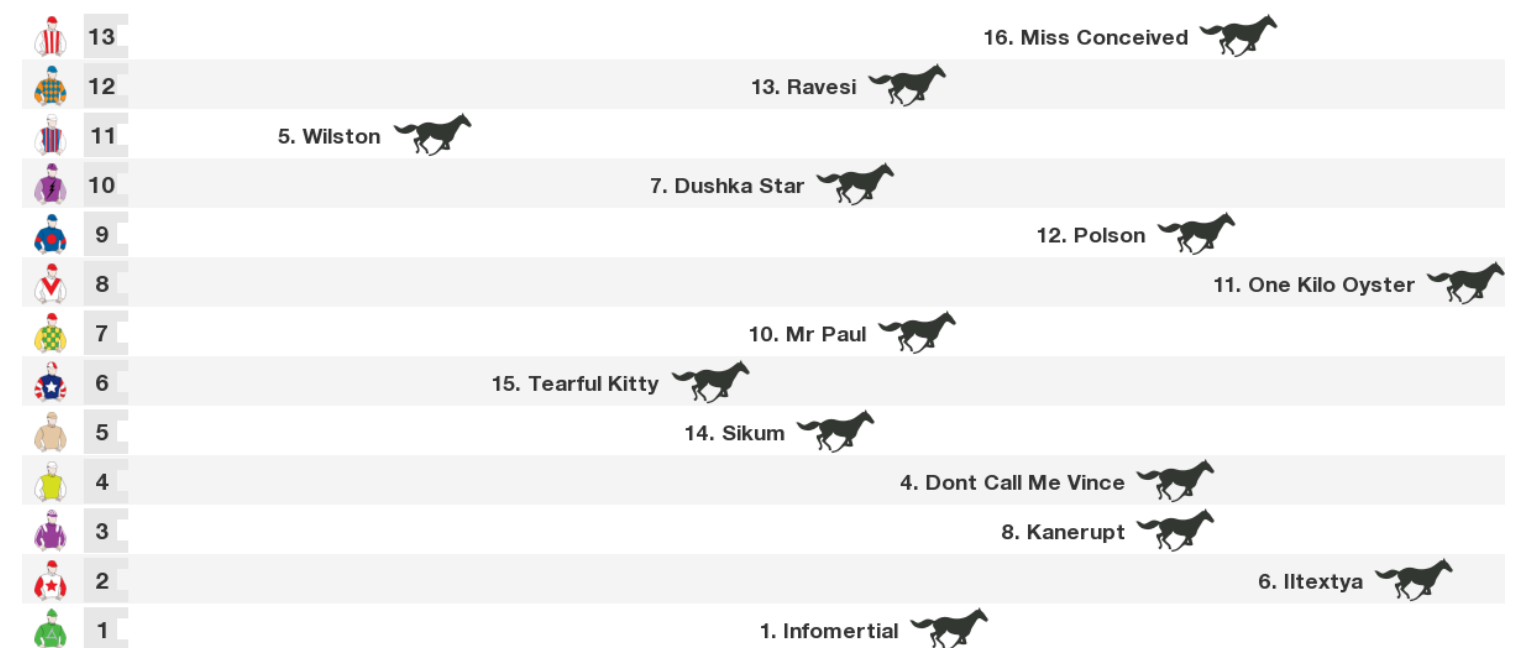 13 16. Miss Conceived
12 13. Ravesi
11 5. Wilston
10 7. Dushka Star
9 12. Polson
8 11. One Kilo Oyster
7 10. Mr Paul
6 15. Tearful Kitty
5 14. Sikum
4 4. Dont Call Me Vince
3 8. Kanerupt
2 6. Iltextya
1 1. Infomertial